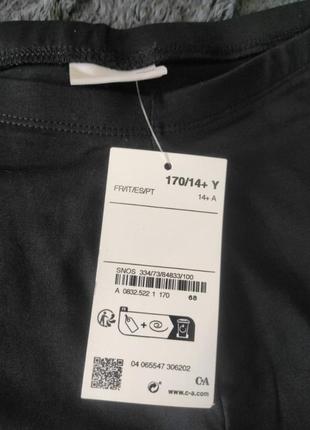 170/14+ Y
FR/IT/ES/PT
14+ A
SNOS 334/73/84833/100
A 0832.522 1 170
68
04 065547 306202
C&A
www.c-a.com